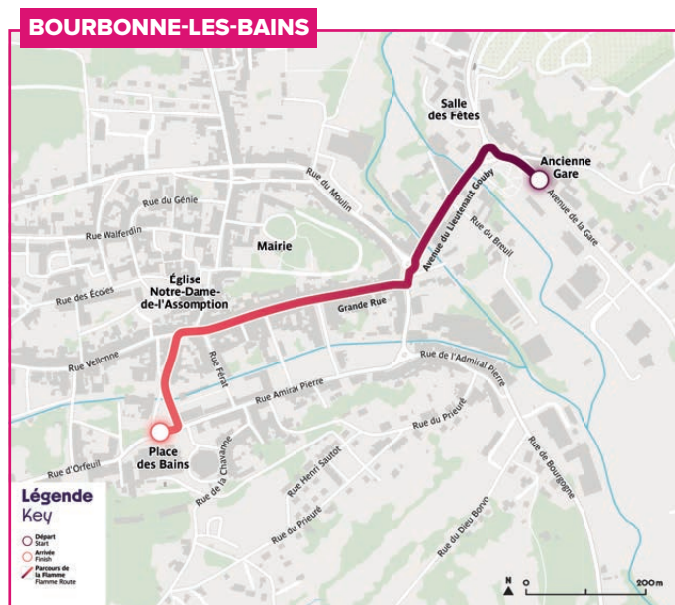 BOURBONNE-LES-BAINS
Salle
des Fêtes
Ancienne
Gare
Rue du Moulin
Avenue du Lieutenant Gouby
Avenue de la Gare
Rue du Génie
Rue du Breuil
Rue Walferdin
Mairie
Église
Notre-Dame-
de-l'Assomption
Rue des Écoles
Grande Rue
Rue Vellonne
Rue Férat
Rue de l'Admiral Pierre
Rue Amiral Pierre
Rue du Prieuré
Place
des Bains
Rue d'Orfeuil
Rue de la Chavanne
Rue Henri Sautot
Rue de Bourgogne
Rue du Prieuré
Rue du Dieu Borvo
Légende
Key
Départ
Start
Arrivée
Finish
Parcours de
la Flamme
Flamme Route
N
0
200 m